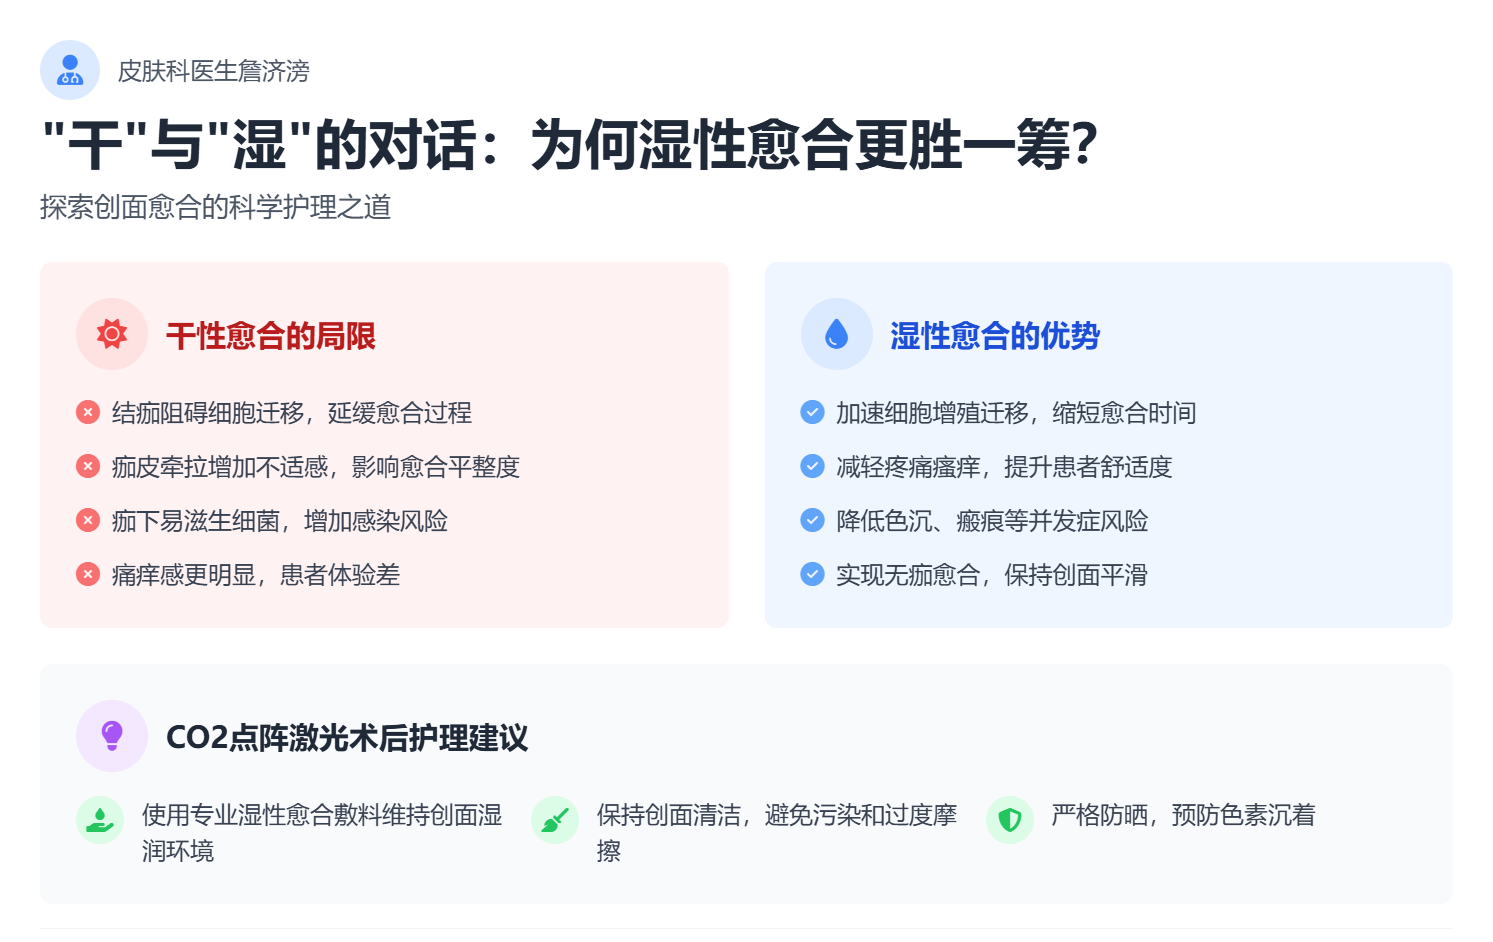 皮肤科医生詹济滂
"干"与"湿"的对话：为何湿性愈合更胜一筹？
探索创面愈合的科学护理之道
干性愈合的局限
结痂阻碍细胞迁移，延缓愈合过程
痂皮牵拉增加不适感，影响愈合平整度
痂下易滋生细菌，增加感染风险
痛痒感更明显，患者体验差
湿性愈合的优势
加速细胞增殖迁移，缩短愈合时间
减轻疼痛瘙痒，提升患者舒适度
降低色沉、瘢痕等并发症风险
实现无痂愈合，保持创面平滑
CO2点阵激光术后护理建议
使用专业湿性愈合敷料维持创面湿
润环境
保持创面清洁，避免污染和过度摩
擦
严格防晒，预防色素沉着